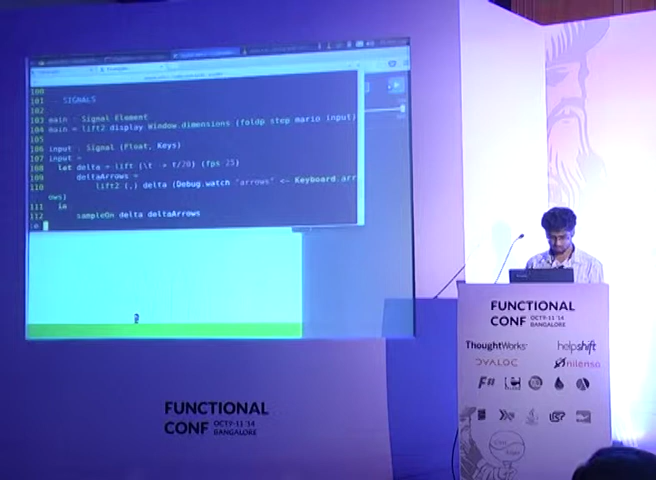 100
101 -- SIGNALS
102
103 main : Signal Element
104 main = lift2 display Window.dimensions (foldp step mario input)
105
106 input : Signal (Float, Keys)
107 input =
108 let delta = lift (\t -> t/20) (fps 25)
109 deltaArrows =
110 lift2 (,) delta (Debug.watch "arrows" <~ Keyboard.arr
ows)
111 in
112 sampleOn delta deltaArrows
FUNCTIONAL
CONF OCT 9-11 '14
BANGALORE
FUNCTIONAL
CONF OCT 9-11 '14
BANGALORE
ThoughtWorks helpshift
DYALOC nilenso
F#